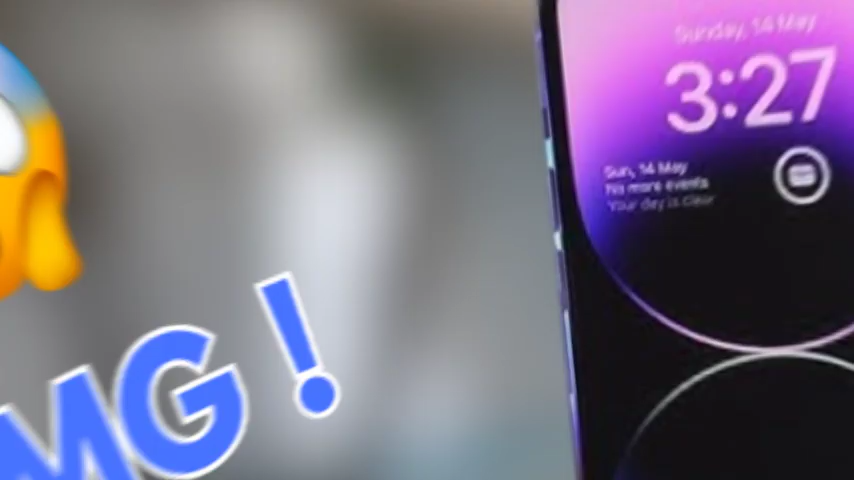 Sunday, 14 May
3:27
Sun, 14 May
No more events
Your day is clear
MG!